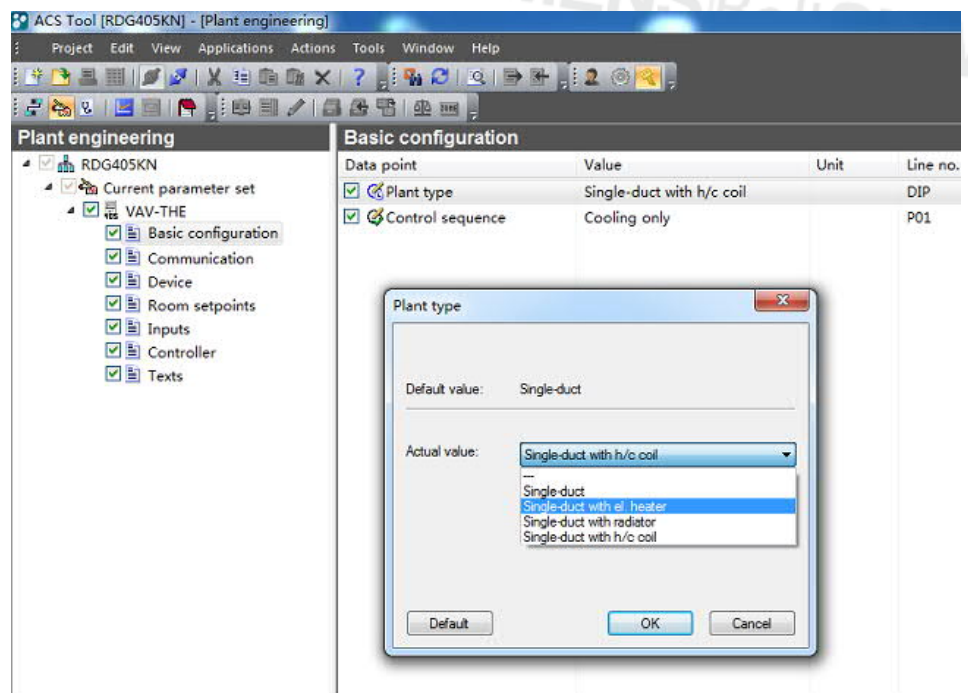 ACS Tool [RDG405KN] - [Plant engineering]
Project Edit View Applications Actions Tools Window Help
Plant engineering
RDG405KN
Current parameter set
VAV-THE
Basic configuration
Communication
Device
Room setpoints
Inputs
Controller
Texts
Basic configuration
Data point Value Unit Line no.
Plant type Single-duct with h/c coil DIP
Control sequence Cooling only P01
Plant type
Default value: Single-duct
Actual value: Single-duct with h/c coil
---
Single-duct
Single-duct with el. heater
Single-duct with radiator
Single-duct with h/c coil
Default OK Cancel